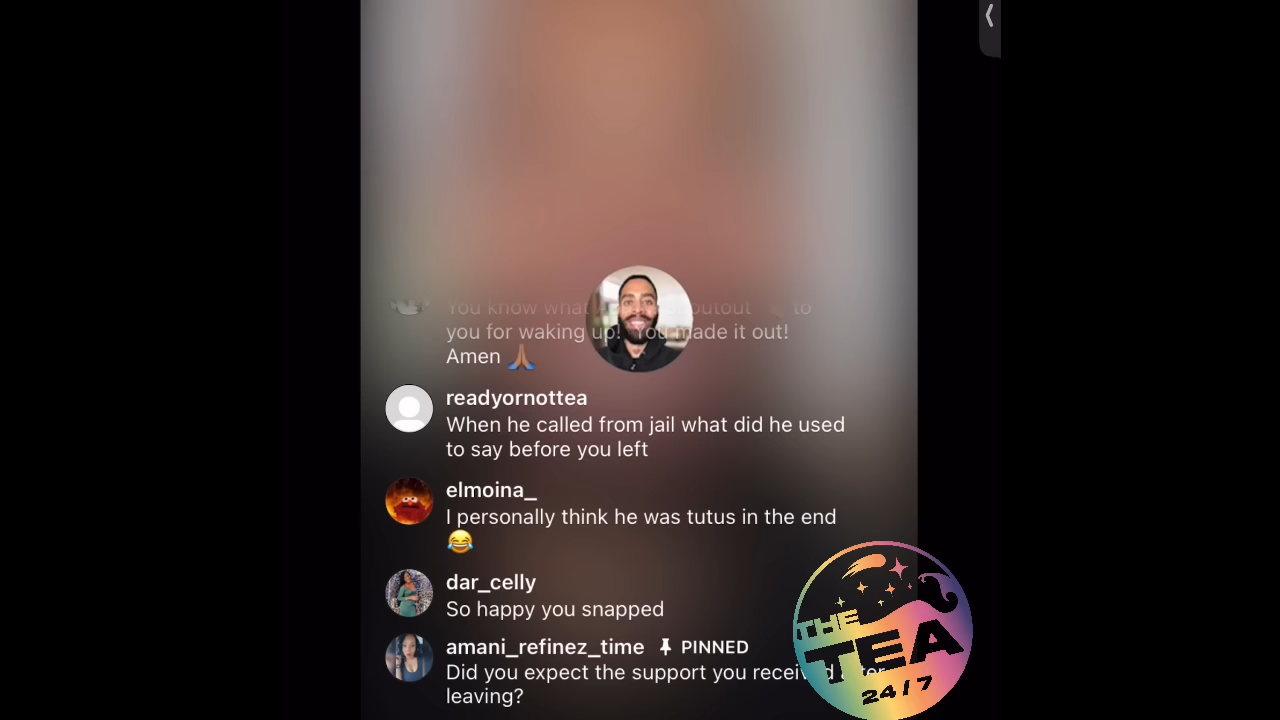 You know what outout to
you for waking up! You made it out!
Amen 🙏🏽
readyornottea
When he called from jail what did he used
to say before you left
elmoina_
I personally think he was tutus in the end
😂
dar_celly
So happy you snapped
amani_refinez_time PINNED
Did you expect the support you
leaving?
THE
TEA
24/7